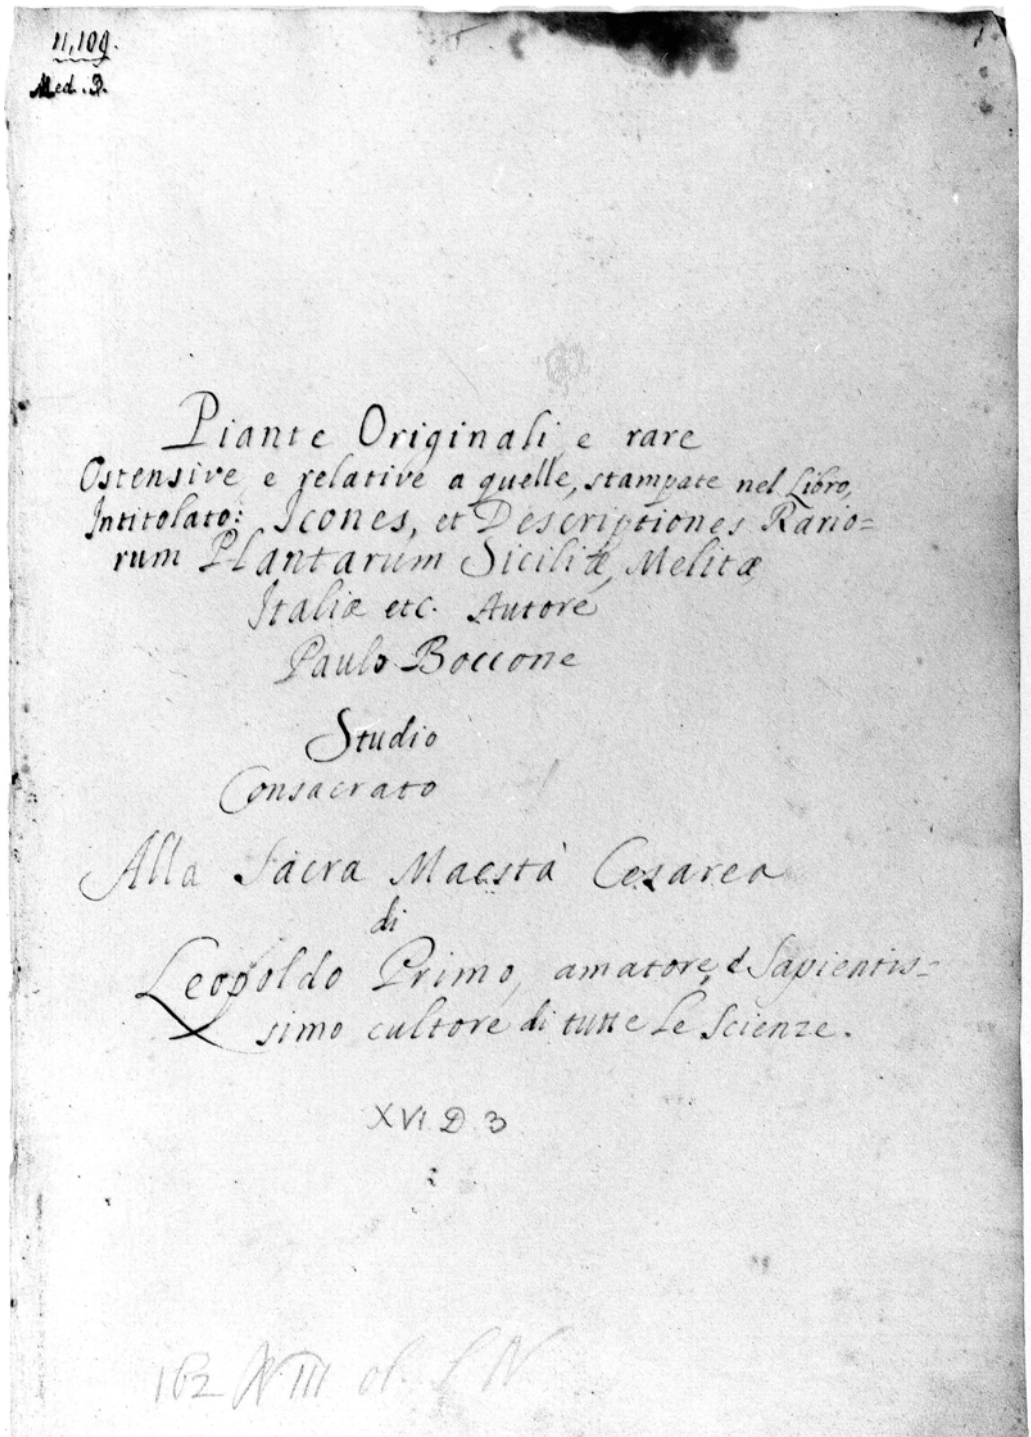 n, 109.
Med. 3.
Piante Originali, e rare
Ostensive, e relative a quelle, stampate nel Libro,
Intitolato: Icones, et Descriptiones Rario=
rum Plantarum Siciliæ, Melitæ,
Italiæ etc. Autore
Paulo Boccone
Studio
Consacrato
Alla Sacra Maestà Cesarea
di
Leopoldo Primo, amatore, e Sapientis=
simo cultore di tutte le Scienze.
XVI. D. 3
162